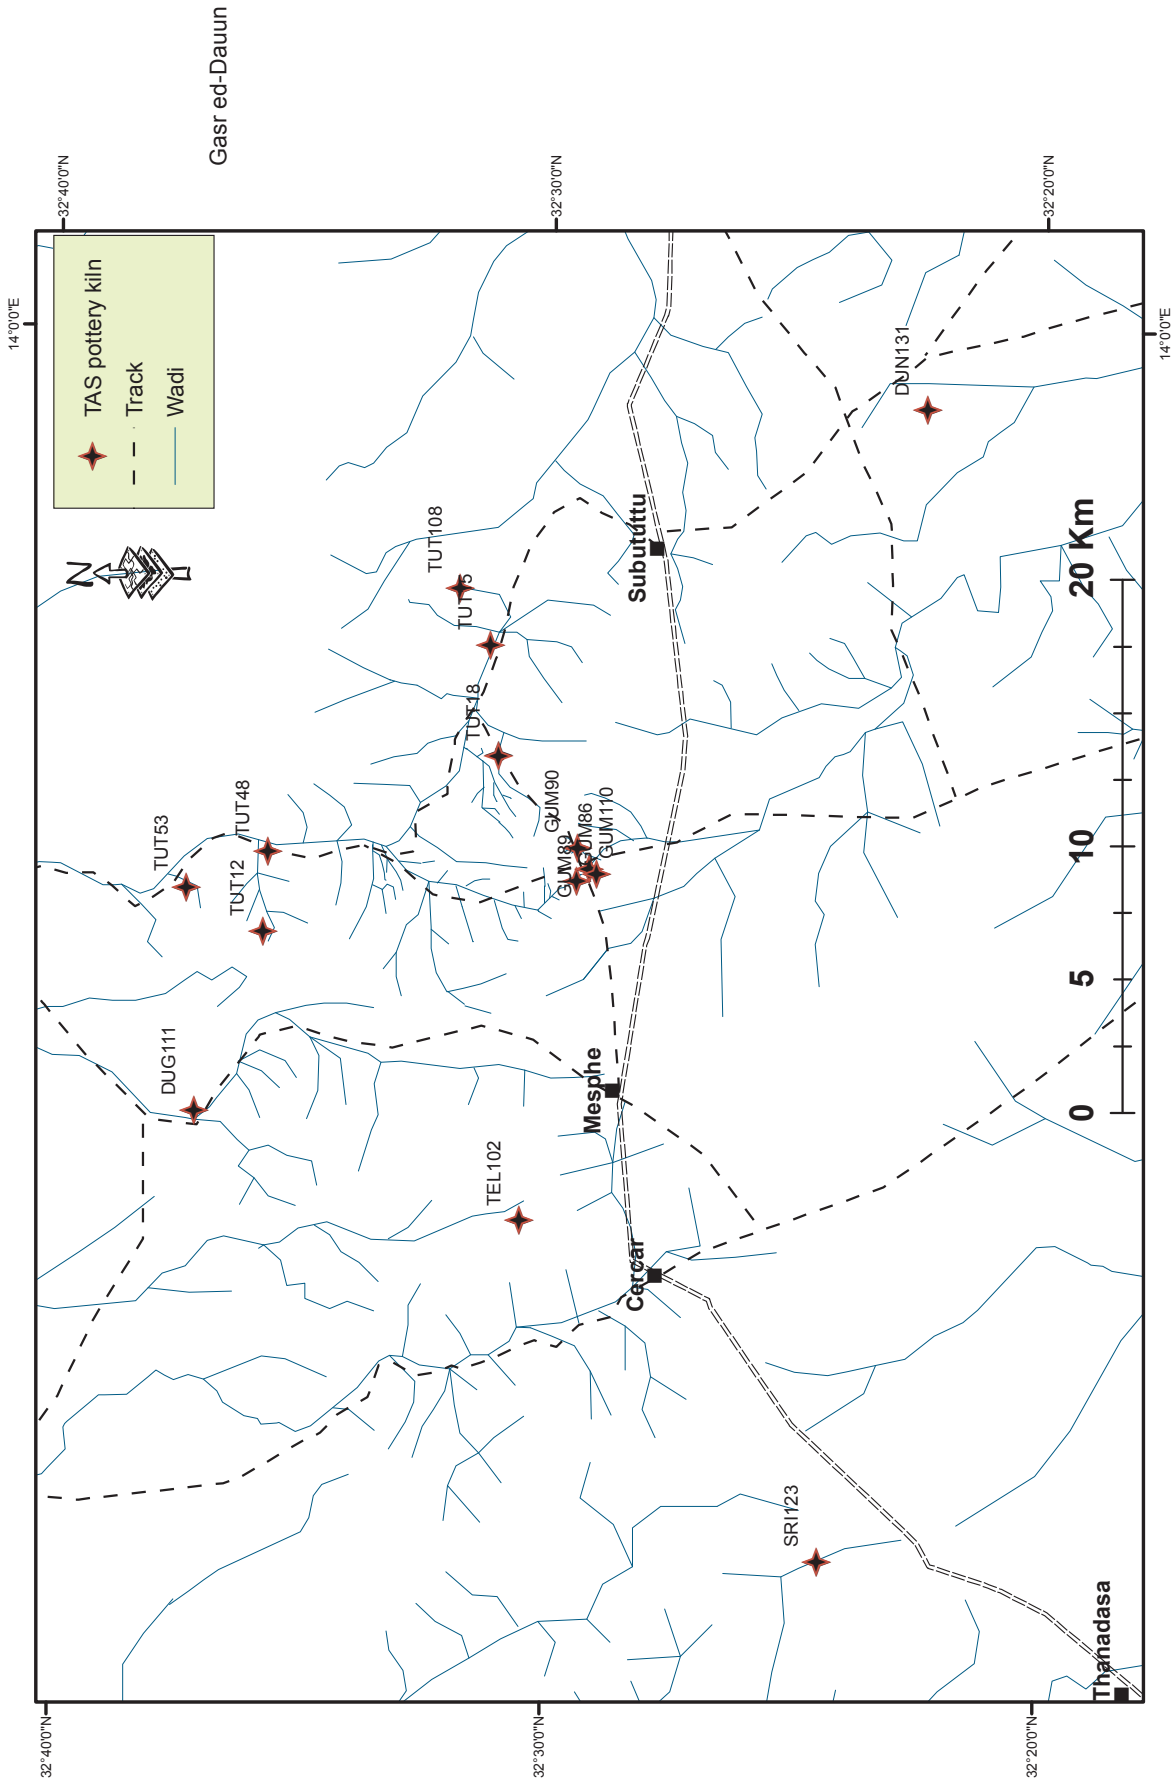 Gasr ed-Dauun
14°0'0"E
32°40'0"N
32°40'0"N
TAS pottery kiln
Track
Wadi
N
TUT53
TUT48
TUT12
DUG111
TUT108
TUT18
TEL102
32°30'0"N
32°30'0"N
GUM90
GUM86
GUM110
GUM89
Subututtu
Mesphe
Cercar
DUN131
SRI123
32°20'0"N
32°20'0"N
Thanadasa
0
5
10
20 Km
14°0'0"E